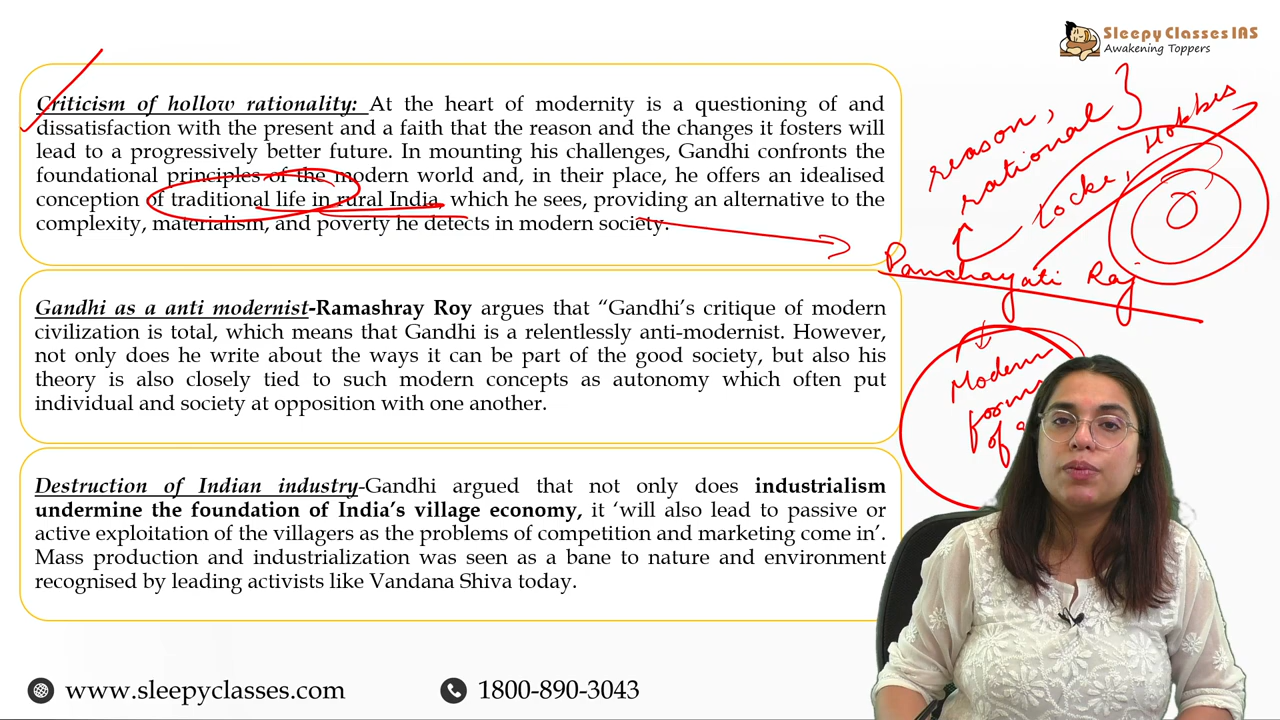 Sleepy Classes IAS
Awakening Toppers
Criticism of hollow rationality: At the heart of modernity is a questioning of and
dissatisfaction with the present and a faith that the reason and the changes it fosters will
lead to a progressively better future. In mounting his challenges, Gandhi confronts the
foundational principles of the modern world and, in their place, he offers an idealised
conception of traditional life in rural India, which he sees, providing an alternative to the
complexity, materialism, and poverty he detects in modern society.
reason,
rational
Locke, Hobbes
Panchayati Raj
Modern
forms
of
Gandhi as a anti modernist-Ramashray Roy argues that “Gandhi’s critique of modern
civilization is total, which means that Gandhi is a relentlessly anti-modernist. However,
not only does he write about the ways it can be part of the good society, but also his
theory is also closely tied to such modern concepts as autonomy which often put
individual and society at opposition with one another.
Destruction of Indian industry-Gandhi argued that not only does industrialism
undermine the foundation of India’s village economy, it ‘will also lead to passive or
active exploitation of the villagers as the problems of competition and marketing come in’.
Mass production and industrialization was seen as a bane to nature and environment
recognised by leading activists like Vandana Shiva today.
www.sleepyclasses.com
1800-890-3043